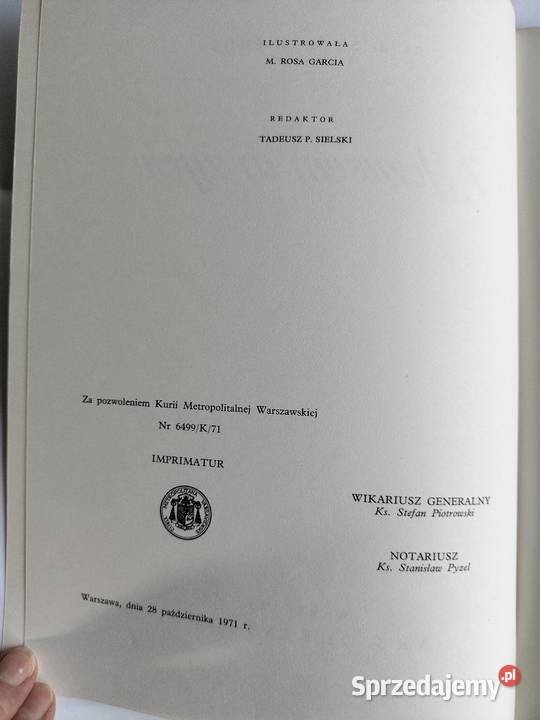 ILUSTROWAŁA
M. ROSA GARCIA
REDAKTOR
TADEUSZ P. SIELSKI
Za pozwoleniem Kurii Metropolitalnej Warszawskiej
Nr 6499/K/71
IMPRIMATUR
WIKARIUSZ GENERALNY
Ks. Stefan Piotrowski
NOTARIUSZ
Ks. Stanisław Pyzel
Warszawa, dnia 28 października 1971 r.
Sprzedajemy.pl